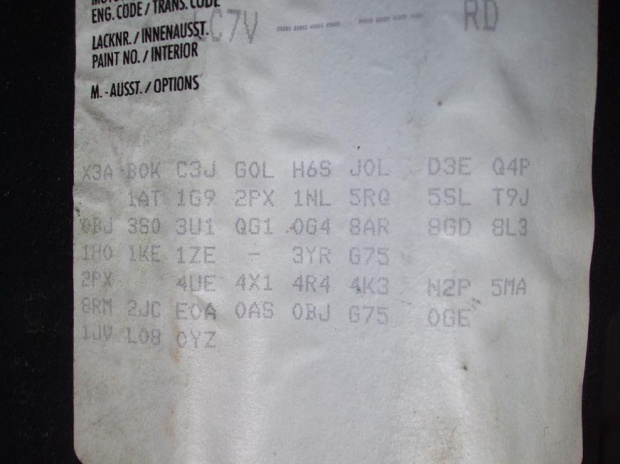 ENG. CODE / TRANS. CODE
LC7V ---- ---- RD
LACKNR. / INNENAUSST.
PAINT NO. / INTERIOR
M.-AUSST. / OPTIONS
X3A B0K C3J G0L H6S J0L D3E Q4P
1AT 1G9 2PX 1NL 5RQ 5SL T9J
0BJ 3S0 3U1 QG1 0G4 8AR 8GD 8L3
1H0 1KE 1ZE - 3YR G75
2PX 4UE 4X1 4R4 4K3 N2P 5MA
8RM 2JC E0A 0AS 0BJ G75 0GE
1JV L08 0YZ